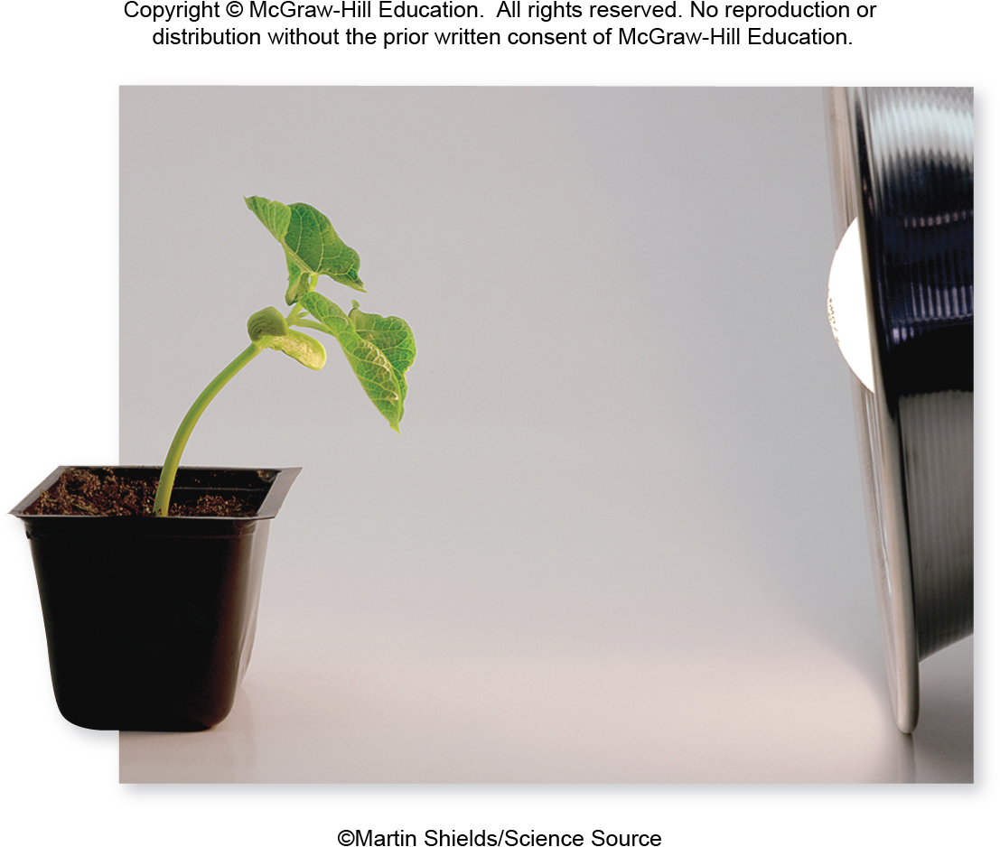 Copyright © McGraw-Hill Education.  All rights reserved. No reproduction or
distribution without the prior written consent of McGraw-Hill Education.
©Martin Shields/Science Source